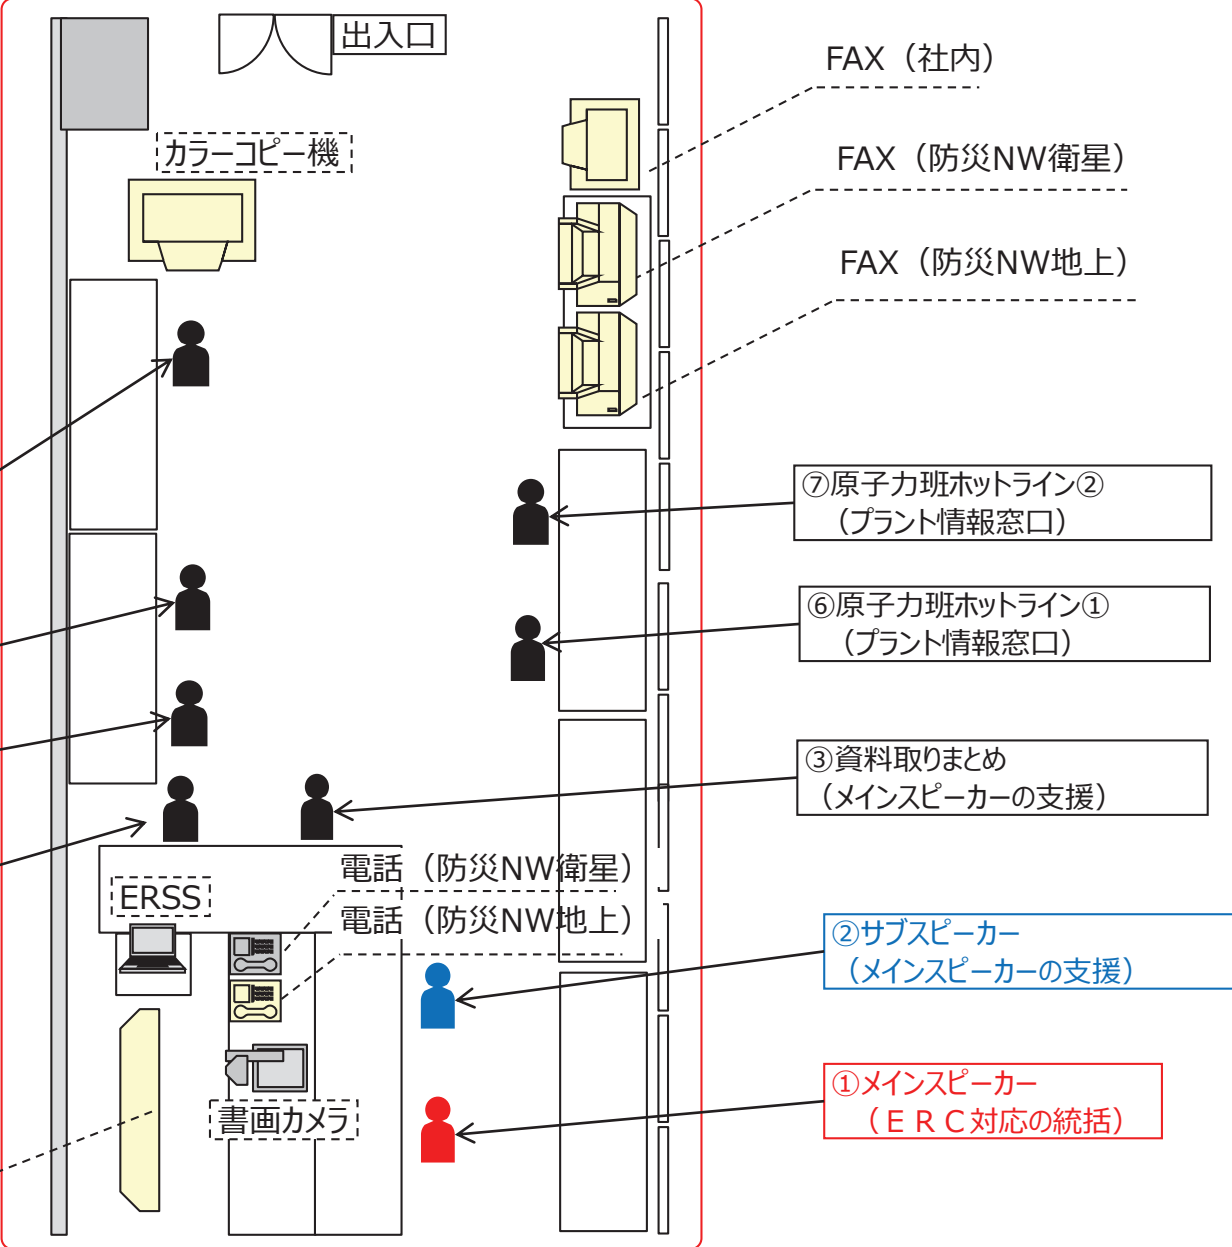 出入口
FAX（社内）
カラーコピー機
FAX（防災NW衛星）
FAX（防災NW地上）
⑦原子力班ホットライン②
（プラント情報窓口）
⑥原子力班ホットライン①
（プラント情報窓口）
③資料取りまとめ
（メインスピーカーの支援）
電話（防災NW衛星）
ERSS
電話（防災NW地上）
②サブスピーカー
（メインスピーカーの支援）
①メインスピーカー
（ＥＲＣ対応の統括）
書画カメラ